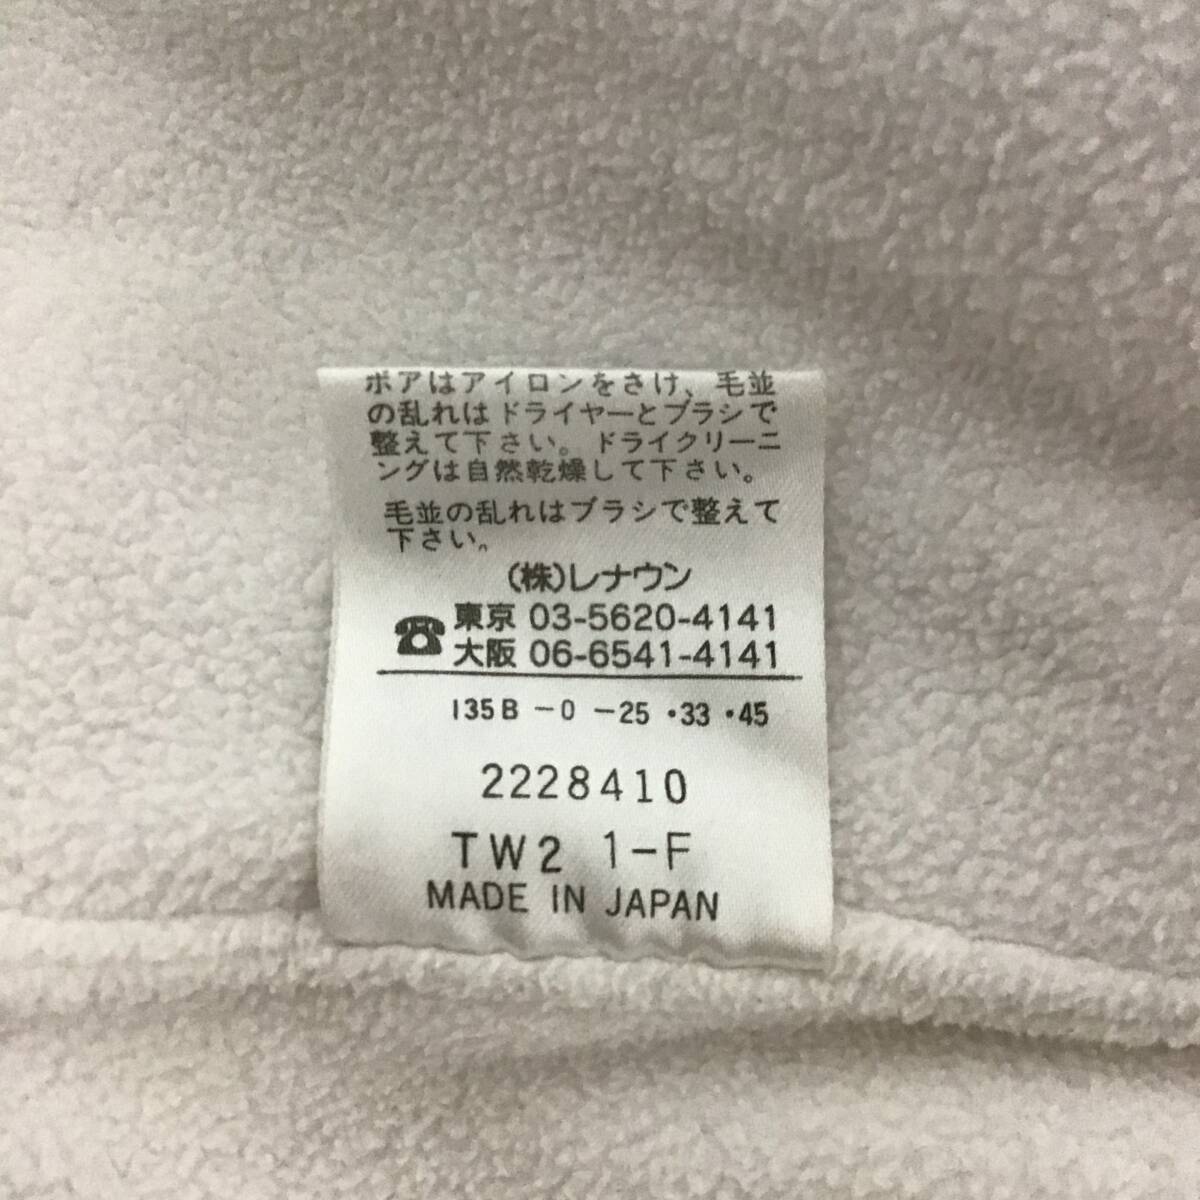 ボアはアイロンをさけ、毛並
の乱れはドライヤーとブラシで
整えて下さい。ドライクリーニ
ングは自然乾燥して下さい。
毛並の乱れはブラシで整えて
下さい。
(株)レナウン
☎東京 03-5620-4141
大阪 06-6541-4141
135B -0 -25 ・33 ・45
2228410
TW2 1-F
MADE IN JAPAN